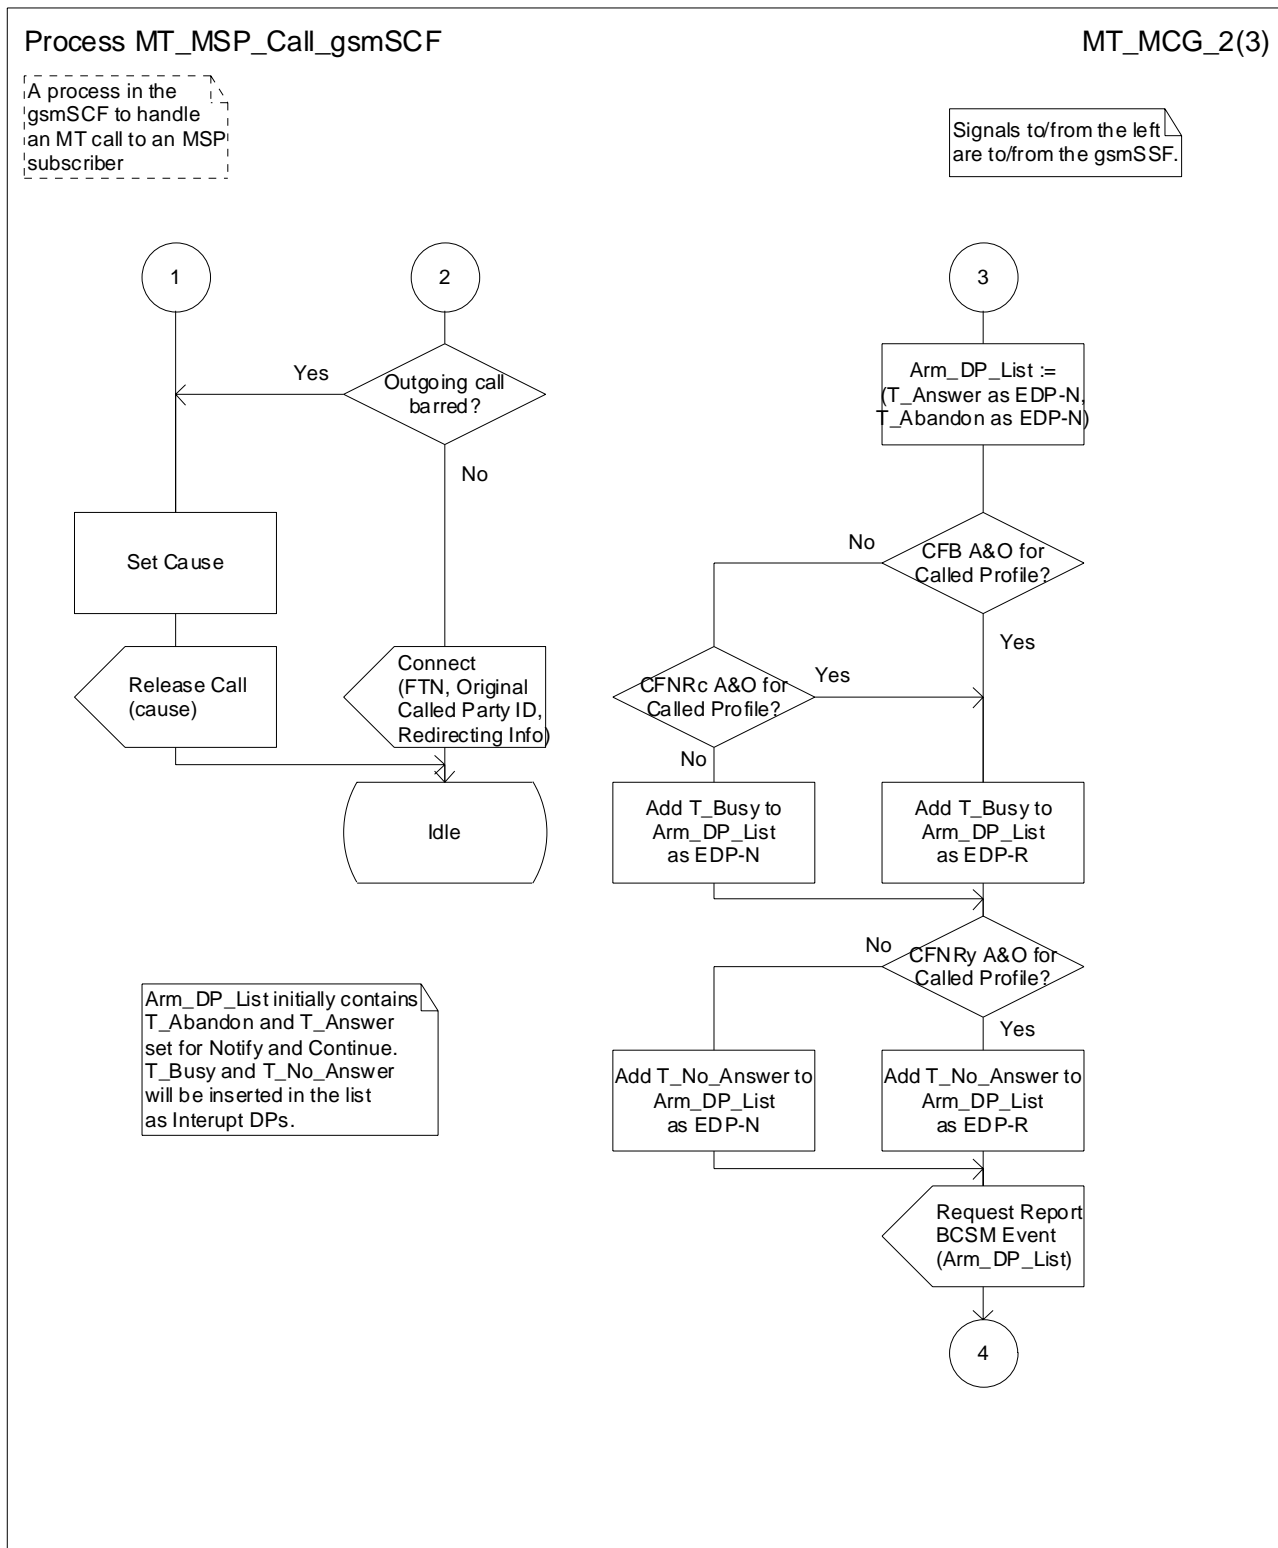 Process MT_MSP_Call_gsmSCF
MT_MCG_2(3)
A process in the
gsmSCF to handle
an MT call to an MSP
subscriber
Signals to/from the left
are to/from the gsmSSF.
1
2
3
Yes
Outgoing call
barred?
No
Arm_DP_List :=
(T_Answer as EDP-N,
T_Abandon as EDP-N)
Set Cause
No
CFB A&O for
Called Profile?
Yes
Release Call
(cause)
Connect
(FTN, Original
Called Party ID,
Redirecting Info)
CFNRc A&O for
Called Profile?
Yes
No
Idle
Add T_Busy to
Arm_DP_List
as EDP-N
Add T_Busy to
Arm_DP_List
as EDP-R
No
CFNRy A&O for
Called Profile?
Yes
Arm_DP_List initially contains
T_Abandon and T_Answer
set for Notify and Continue.
T_Busy and T_No_Answer
will be inserted in the list
as Interupt DPs.
Add T_No_Answer to
Arm_DP_List
as EDP-N
Add T_No_Answer to
Arm_DP_List
as EDP-R
Request Report
BCSM Event
(Arm_DP_List)
4